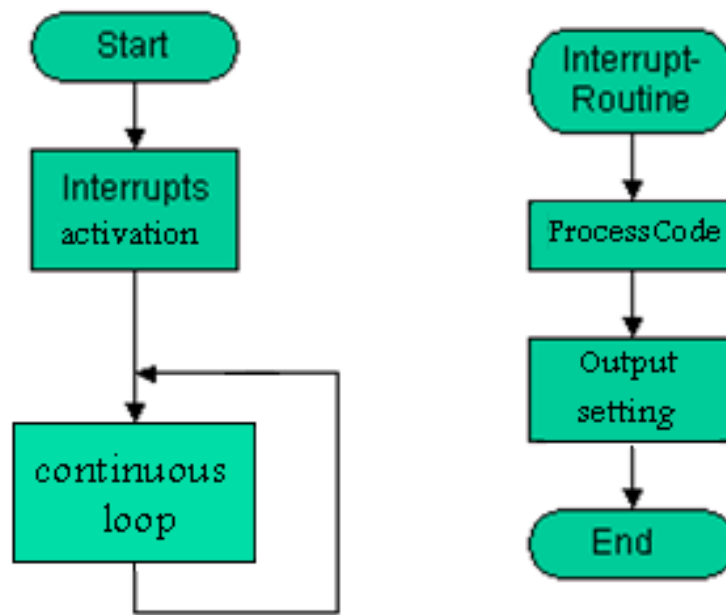 Start
Interrupts
activation
continuous
loop
Interrupt-
Routine
ProcessCode
Output
setting
End